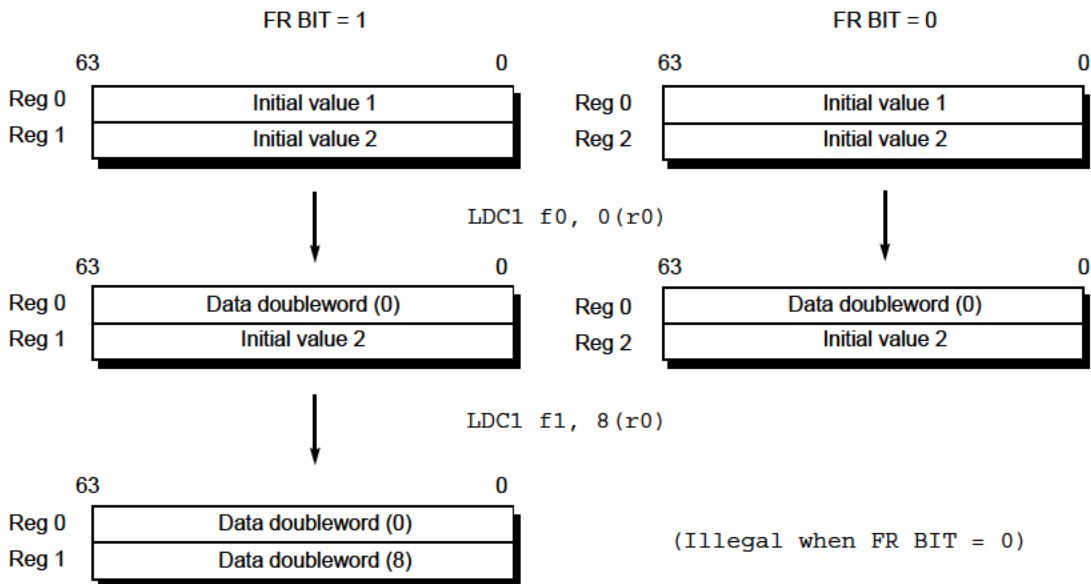 FR BIT = 1 FR BIT = 0
63 0 63 0
Reg 0 Initial value 1 Reg 0 Initial value 1
Reg 1 Initial value 2 Reg 2 Initial value 2
LDC1 f0, 0(r0)
63 0 63 0
Reg 0 Data doubleword (0) Reg 0 Data doubleword (0)
Reg 1 Initial value 2 Reg 2 Initial value 2
LDC1 f1, 8(r0)
63 0
Reg 0 Data doubleword (0)
(Illegal when FR BIT = 0)
Reg 1 Data doubleword (8)